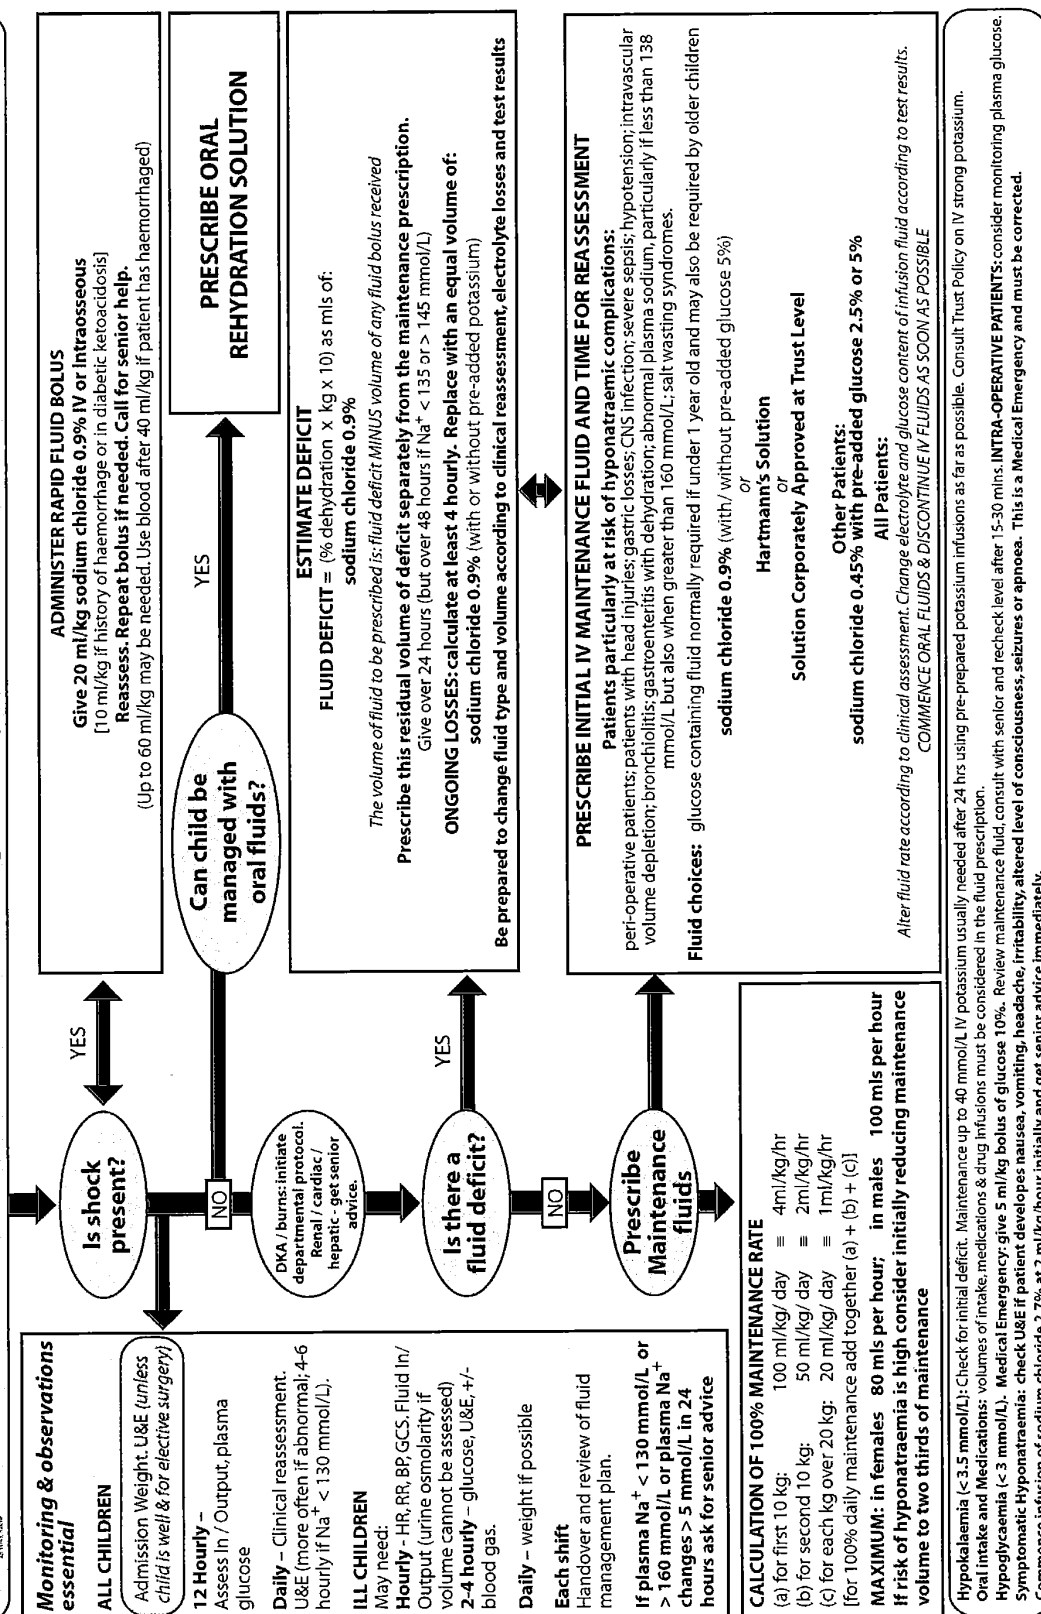 Is shock
present?
YES
ADMINISTER RAPID FLUID BOLUS
Give 20 ml/kg sodium chloride 0.9% IV or Intraosseous
[10 ml/kg if history of haemorrhage or in diabetic ketoacidosis]
Reassess. Repeat bolus if needed. Call for senior help.
(Up to 60 ml/kg may be needed. Use blood after 40 ml/kg if patient has haemorrhaged)
NO
Can child be
managed with
oral fluids?
YES
PRESCRIBE ORAL
REHYDRATION SOLUTION
DKA / burns: initiate
departmental protocol.
Renal / cardiac /
hepatic - get senior
advice.
Is there a
fluid deficit?
YES
ESTIMATE DEFICIT
FLUID DEFICIT = (% dehydration x kg x 10) as mls of:
sodium chloride 0.9%
The volume of fluid to be prescribed is: fluid deficit MINUS volume of any fluid bolus received
Prescribe this residual volume of deficit separately from the maintenance prescription.
Give over 24 hours (but over 48 hours if Na+ < 135 or > 145 mmol/L)
ONGOING LOSSES: calculate at least 4 hourly. Replace with an equal volume of:
sodium chloride 0.9% (with or without pre-added potassium)
Be prepared to change fluid type and volume according to clinical reassessment, electrolyte losses and test results
NO
Prescribe
Maintenance
fluids
PRESCRIBE INITIAL IV MAINTENANCE FLUID AND TIME FOR REASSESSMENT
Patients particularly at risk of hyponatraemic complications:
peri-operative patients; patients with head injuries; gastric losses; CNS infection; severe sepsis; hypotension; intravascular
volume depletion; bronchiolitis; gastroenteritis with dehydration; abnormal plasma sodium, particularly if less than 138
mmol/L but also when greater than 160 mmol/L; salt wasting syndromes.
Fluid choices: glucose containing fluid normally required if under 1 year old and may also be required by older children
sodium chloride 0.9% (with/ without pre-added glucose 5%)
or
Hartmann's Solution
or
Solution Corporately Approved at Trust Level
Other Patients:
sodium chloride 0.45% with pre-added glucose 2.5% or 5%
All Patients:
Alter fluid rate according to clinical assessment. Change electrolyte and glucose content of infusion fluid according to test results.
COMMENCE ORAL FLUIDS & DISCONTINUE IV FLUIDS AS SOON AS POSSIBLE
Monitoring & observations
essential
ALL CHILDREN
Admission Weight. U&E (unless
child is well & for elective surgery)
12 Hourly –
Assess In / Output, plasma
glucose
Daily – Clinical reassessment.
U&E (more often if abnormal; 4-6
hourly if Na+ < 130 mmol/L).
ILL CHILDREN
May need:
Hourly - HR, RR, BP, GCS. Fluid In/
Output (urine osmolarity if
volume cannot be assessed)
2-4 hourly – glucose, U&E, +/-
blood gas.
Daily – weight if possible
Each shift
Handover and review of fluid
management plan.
If plasma Na+ < 130 mmol/L or
> 160 mmol/L or plasma Na+
changes > 5 mmol/L in 24
hours ask for senior advice
CALCULATION OF 100% MAINTENANCE RATE
(a) for first 10 kg: 100 ml/kg/ day ≡ 4ml/kg/hr
(b) for second 10 kg: 50 ml/kg/ day ≡ 2ml/kg/hr
(c) for each kg over 20 kg: 20 ml/kg/ day ≡ 1ml/kg/hr
[for 100% daily maintenance add together (a) + (b) + (c)]
MAXIMUM: in females 80 mls per hour; in males 100 mls per hour
If risk of hyponatraemia is high consider initially reducing maintenance
volume to two thirds of maintenance
Hypokalaemia (< 3.5 mmol/L): Check for initial deficit. Maintenance up to 40 mmol/L IV potassium usually needed after 24 hrs using pre-prepared potassium infusions as far as possible. Consult Trust Policy on IV strong potassium.
Oral intake and Medications: volumes of intake, medications & drug infusions must be considered in the fluid prescription.
Hypoglycaemia (< 3 mmol/L). Medical Emergency: give 5 ml/kg bolus of glucose 10%. Review maintenance fluid, consult with senior and recheck level after 15-30 mins. INTRA-OPERATIVE PATIENTS: consider monitoring plasma glucose.
Symptomatic Hyponatraemia: check U&E if patient developes nausea, vomiting, headache, irritability, altered level of consciousness, seizures or apnoea. This is a Medical Emergency and must be corrected.
Commence infusion of sodium chloride 2.7% at 2 ml/kg/hour initially and get senior advice immediately.